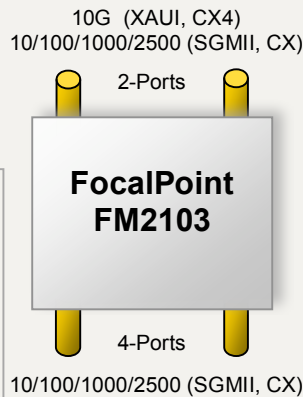 10G (XAUI, CX4)
10/100/1000/2500 (SGMII, CX)
2-Ports
FocalPoint
FM2103
4-Ports
10/100/1000/2500 (SGMII, CX)